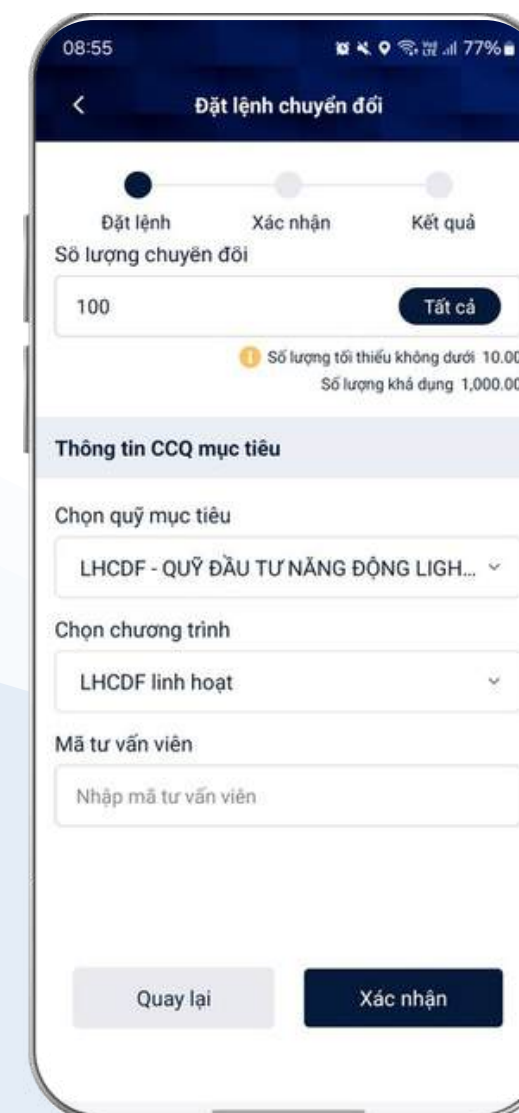 08:55 77%
Đặt lệnh chuyển đổi
Đặt lệnh Xác nhận Kết quả
Số lượng chuyển đổi
100 Tất cả
Số lượng tối thiểu không dưới 10.00
Số lượng khả dụng 1,000.00
Thông tin CCQ mục tiêu
Chọn quỹ mục tiêu
LHCDF - QUỸ ĐẦU TƯ NĂNG ĐỘNG LIGH...
Chọn chương trình
LHCDF linh hoạt
Mã tư vấn viên
Nhập mã tư vấn viên
Quay lại Xác nhận